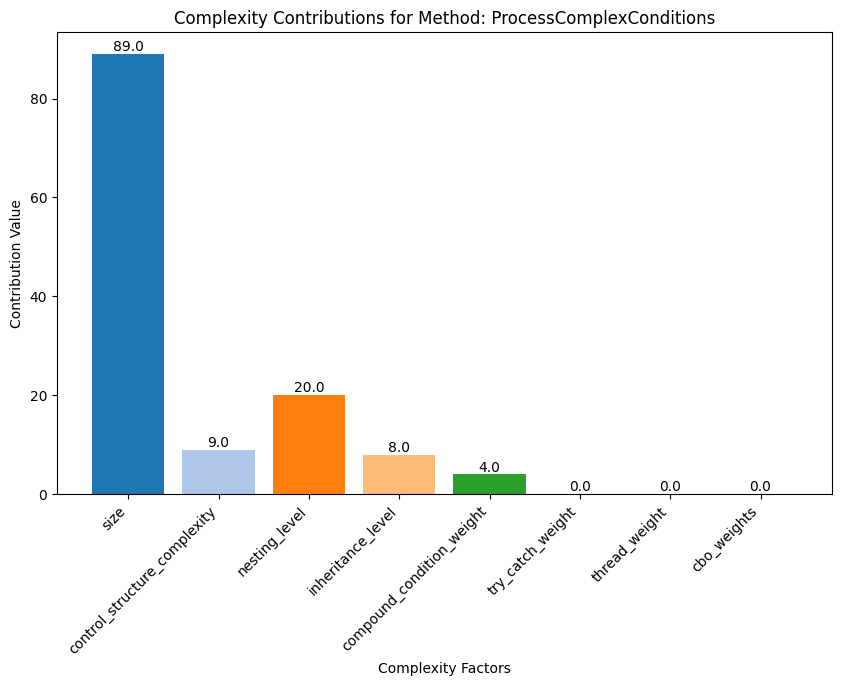 Complexity Contributions for Method: ProcessComplexConditions
Contribution Value
80
60
40
20
0
89.0
9.0
20.0
8.0
4.0
0.0
0.0
0.0
size
control_structure_complexity
nesting_level
inheritance_level
compound_condition_weight
try_catch_weight
thread_weight
cbo_weights
Complexity Factors